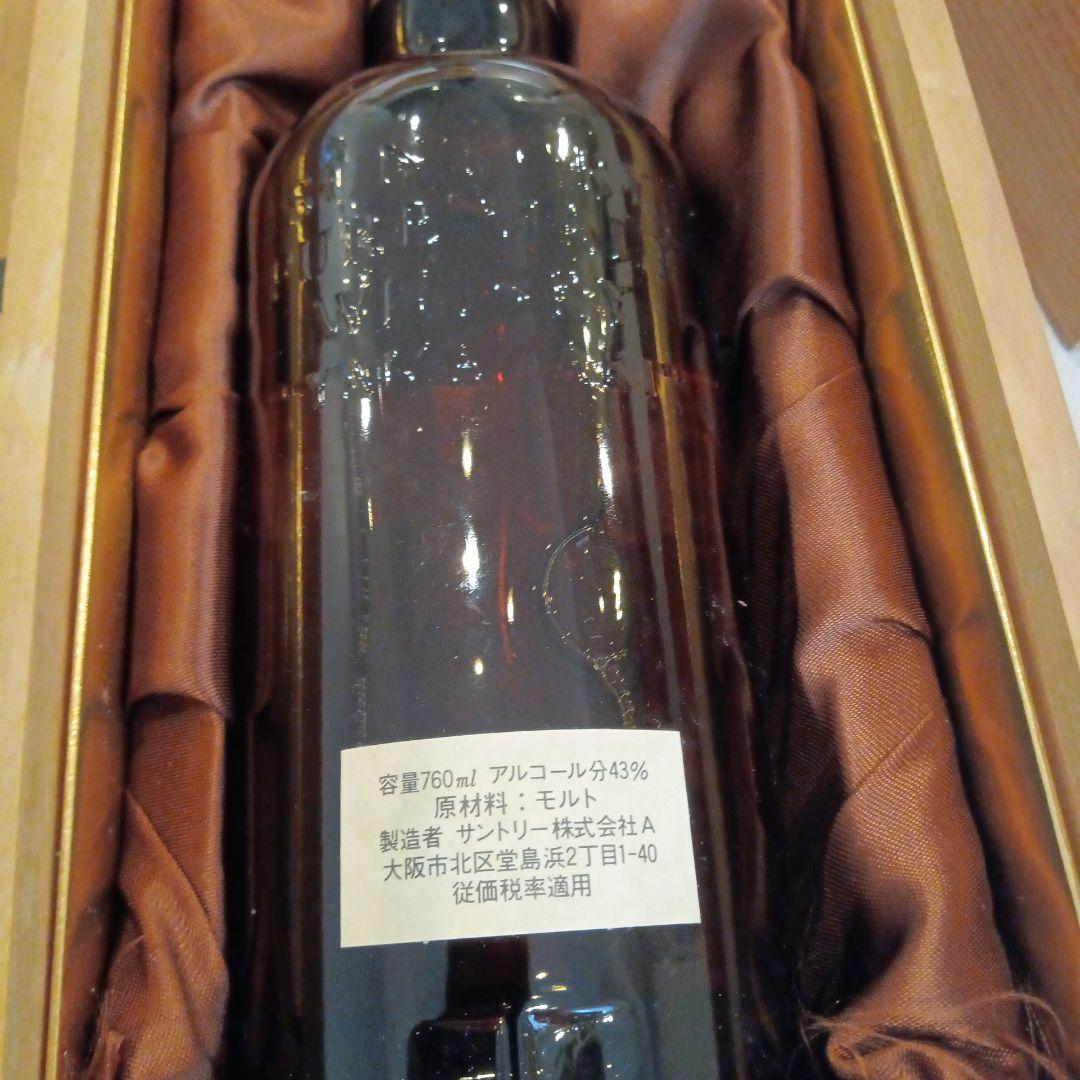 容量760ml アルコール分43%
原材料：モルト
製造者 サントリー株式会社A
大阪市北区堂島浜2丁目1-40
従価税率適用